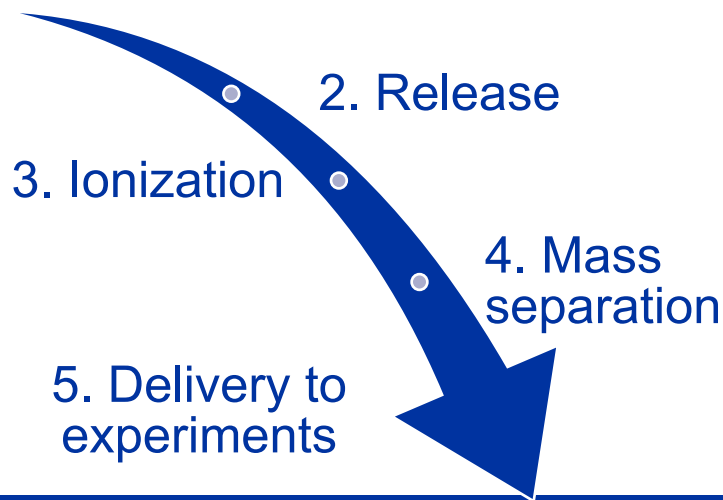 2. Release
3. Ionization
4. Mass
separation
5. Delivery to
experiments